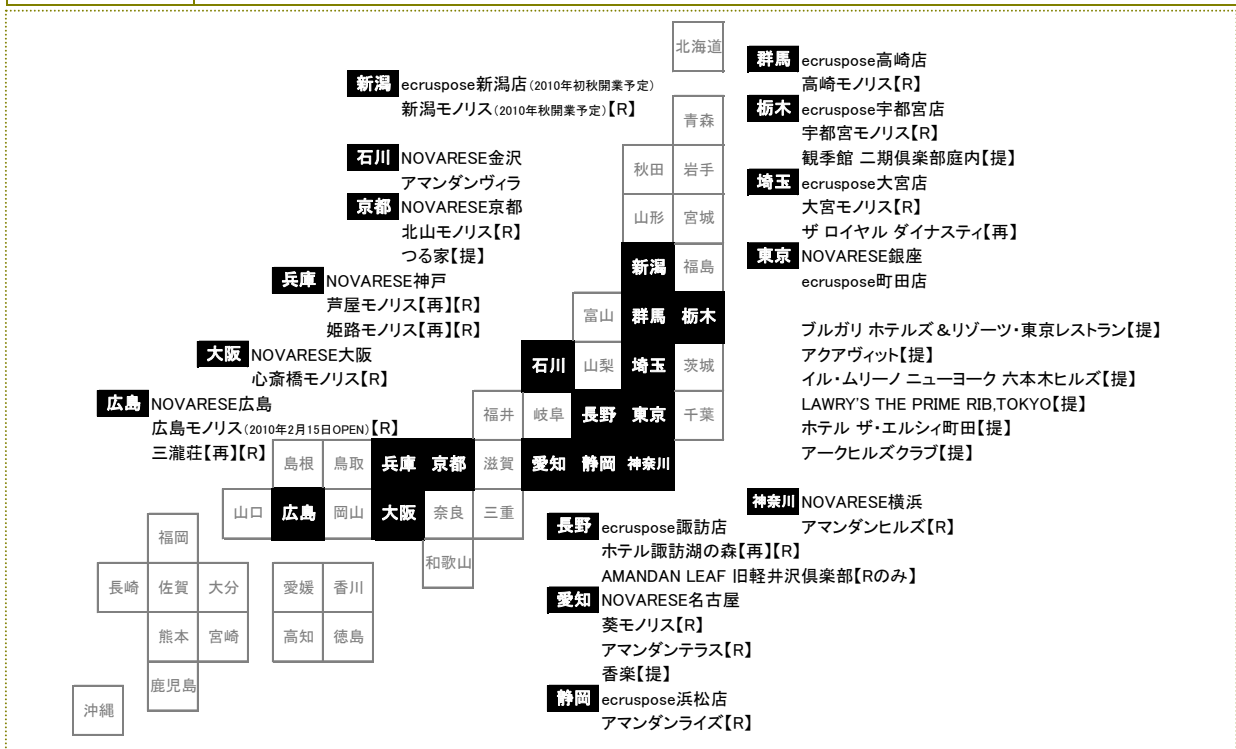 北海道
新潟 ecruspose新潟店(2010年初秋開業予定)
新潟モノリス(2010年秋開業予定)【R】
石川 NOVARESE金沢
アマンダンヴィラ
京都 NOVARESE京都
北山モノリス【R】
つる家【提】
兵庫 NOVARESE神戸
芦屋モノリス【再】【R】
姫路モノリス【再】【R】
大阪 NOVARESE大阪
心斎橋モノリス【R】
広島 NOVARESE広島
広島モノリス(2010年2月15日OPEN)【R】
三瀧荘【再】【R】
群馬 ecruspose高崎店
高崎モノリス【R】
栃木 ecruspose宇都宮店
宇都宮モノリス【R】
観季館 二期倶楽部庭内【提】
埼玉 ecruspose大宮店
大宮モノリス【R】
ザ ロイヤル ダイナスティ【再】
東京 NOVARESE銀座
ecruspose町田店
ブルガリ ホテルズ&リゾーツ・東京レストラン【提】
アクアヴィット【提】
イル・ムリーノ ニューヨーク 六本木ヒルズ【提】
LAWRY'S THE PRIME RIB,TOKYO【提】
ホテル ザ・エルシィ町田【提】
アークヒルズクラブ【提】
神奈川 NOVARESE横浜
アマンダンヒルズ【R】
長野 ecruspose諏訪店
ホテル諏訪湖の森【再】【R】
AMANDAN LEAF 旧軽井沢倶楽部【Rのみ】
愛知 NOVARESE名古屋
葵モノリス【R】
アマンダンテラス【R】
香楽【提】
静岡 ecruspose浜松店
アマンダンライズ【R】
青森
秋田 岩手
山形 宮城
新潟 福島
富山 群馬 栃木
石川 山梨 埼玉 茨城
福井 岐阜 長野 東京 千葉
島根 鳥取 兵庫 京都 滋賀 愛知 静岡 神奈川
山口 広島 岡山 大阪 奈良 三重
福岡
和歌山
長崎 佐賀 大分 愛媛 香川
熊本 宮崎 高知 徳島
鹿児島
沖縄